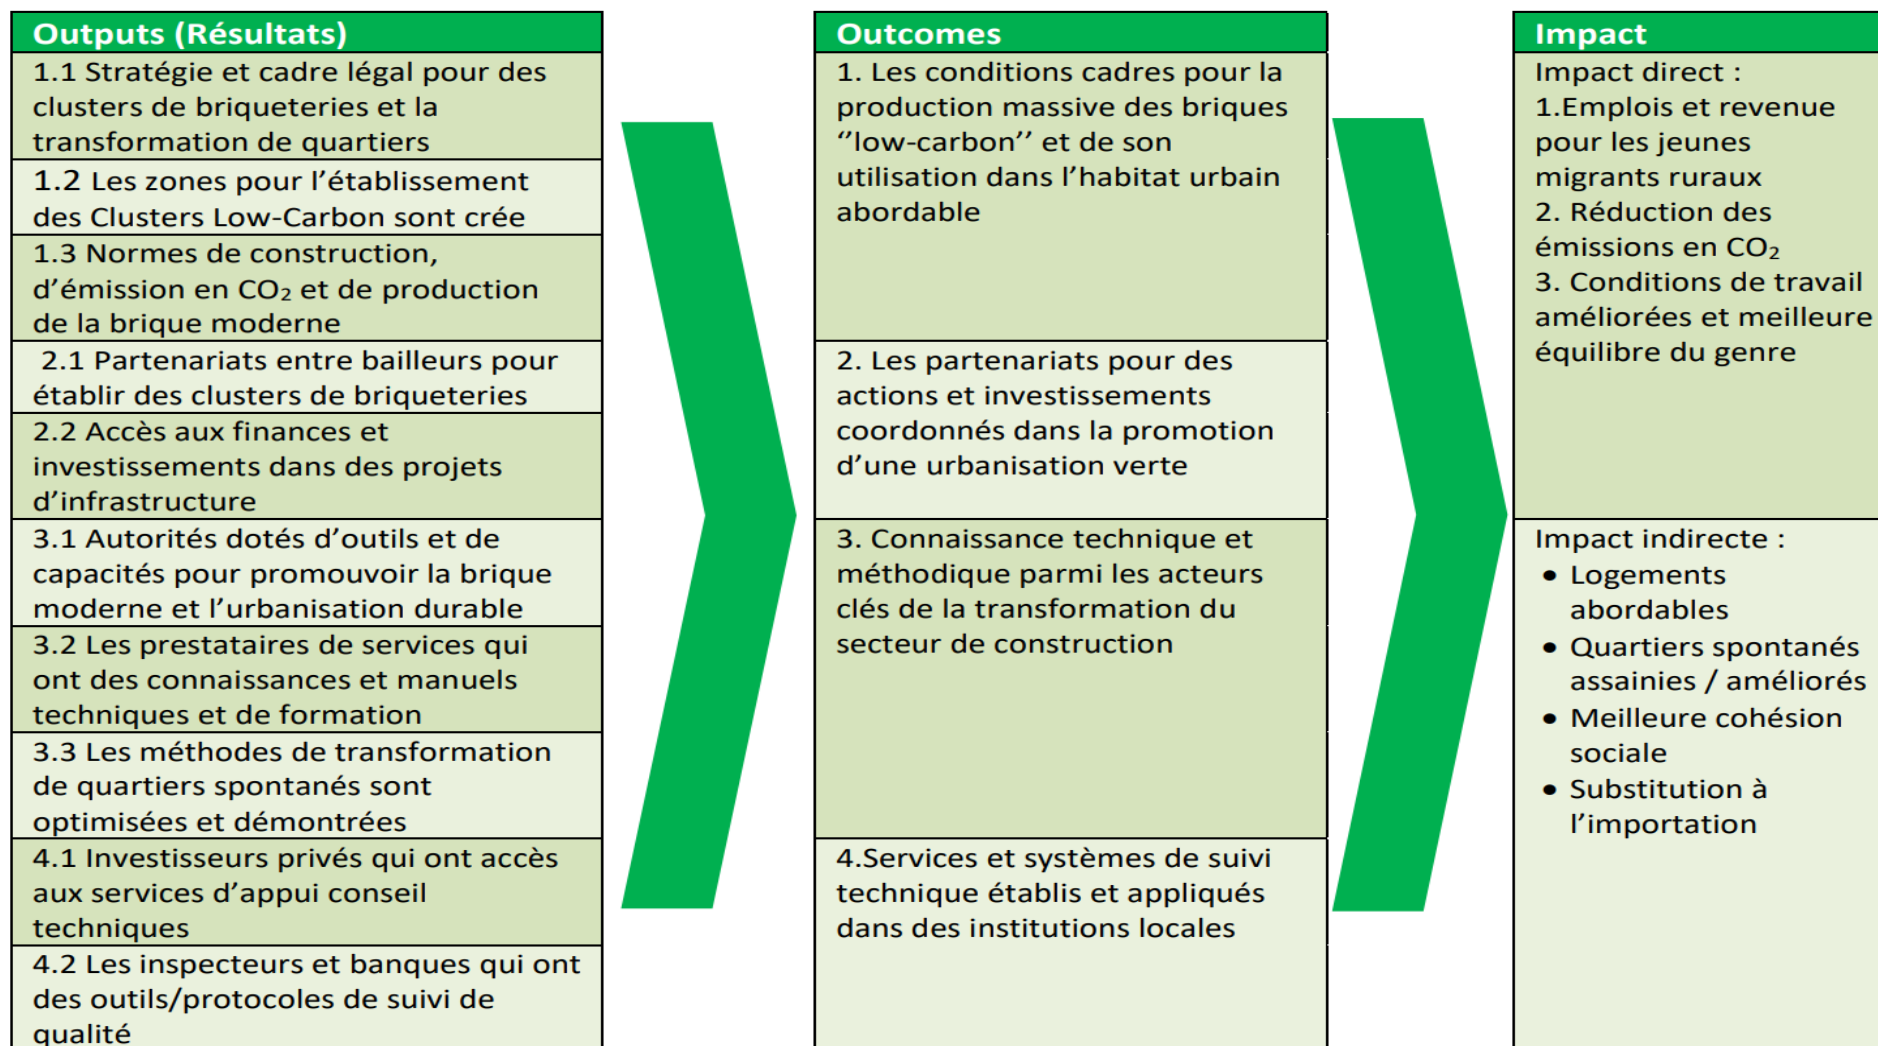 Outputs (Résultats)
1.1 Stratégie et cadre légal pour des
clusters de briqueteries et la
transformation de quartiers
1.2 Les zones pour l’établissement
des Clusters Low-Carbon sont crée
1.3 Normes de construction,
d’émission en CO₂ et de production
de la brique moderne
2.1 Partenariats entre bailleurs pour
établir des clusters de briqueteries
2.2 Accès aux finances et
investissements dans des projets
d’infrastructure
3.1 Autorités dotés d’outils et de
capacités pour promouvoir la brique
moderne et l’urbanisation durable
3.2 Les prestataires de services qui
ont des connaissances et manuels
techniques et de formation
3.3 Les méthodes de transformation
de quartiers spontanés sont
optimisées et démontrées
4.1 Investisseurs privés qui ont accès
aux services d’appui conseil
techniques
4.2 Les inspecteurs et banques qui ont
des outils/protocoles de suivi de
qualité
Outcomes
1. Les conditions cadres pour la
production massive des briques
‘’low-carbon’’ et de son
utilisation dans l’habitat urbain
abordable
2. Les partenariats pour des
actions et investissements
coordonnés dans la promotion
d’une urbanisation verte
3. Connaissance technique et
méthodique parmi les acteurs
clés de la transformation du
secteur de construction
4.Services et systèmes de suivi
technique établis et appliqués
dans des institutions locales
Impact
Impact direct :
1.Emplois et revenue
pour les jeunes
migrants ruraux
2. Réduction des
émissions en CO₂
3. Conditions de travail
améliorées et meilleure
équilibre du genre
Impact indirecte :
• Logements
abordables
• Quartiers spontanés
assainies / améliorés
• Meilleure cohésion
sociale
• Substitution à
l’importation